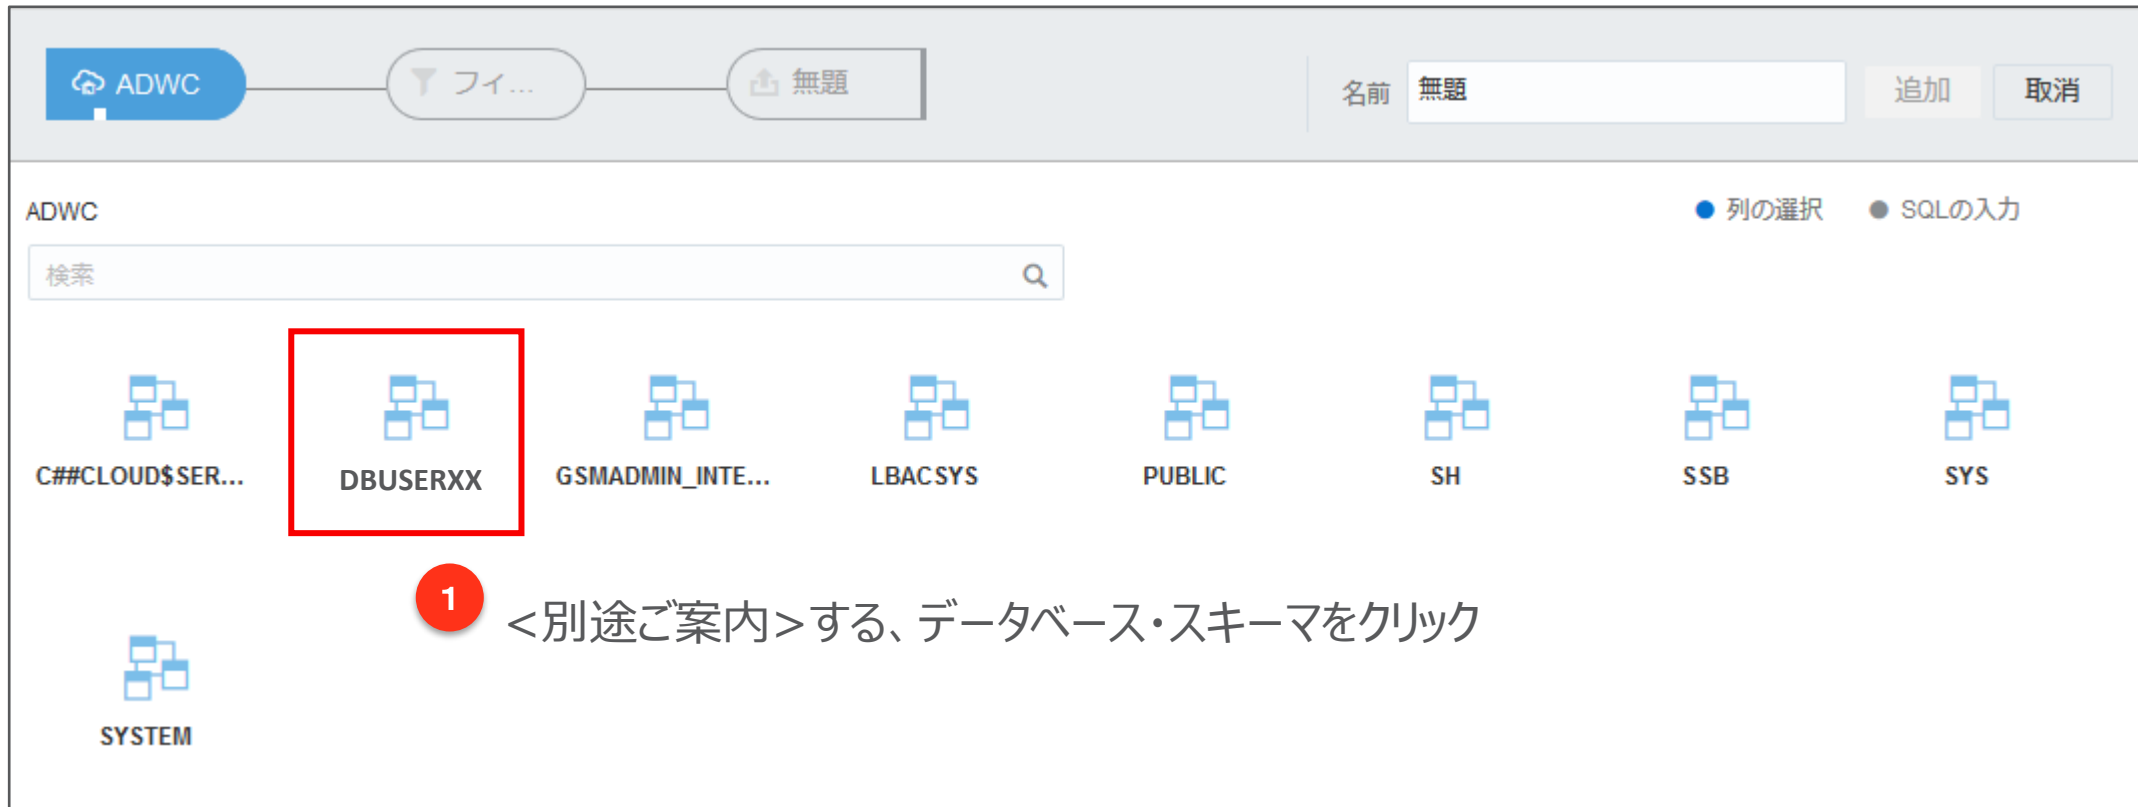 ADWC
フィ...
無題
名前
無題
追加
取消
ADWC
列の選択
SQLの入力
検索
C##CLOUD$SER...
DBUSERXX
GSMADMIN_INTE...
LBACSYS
PUBLIC
SH
SSB
SYS
1
<別途ご案内>する、データベース・スキーマをクリック
SYSTEM